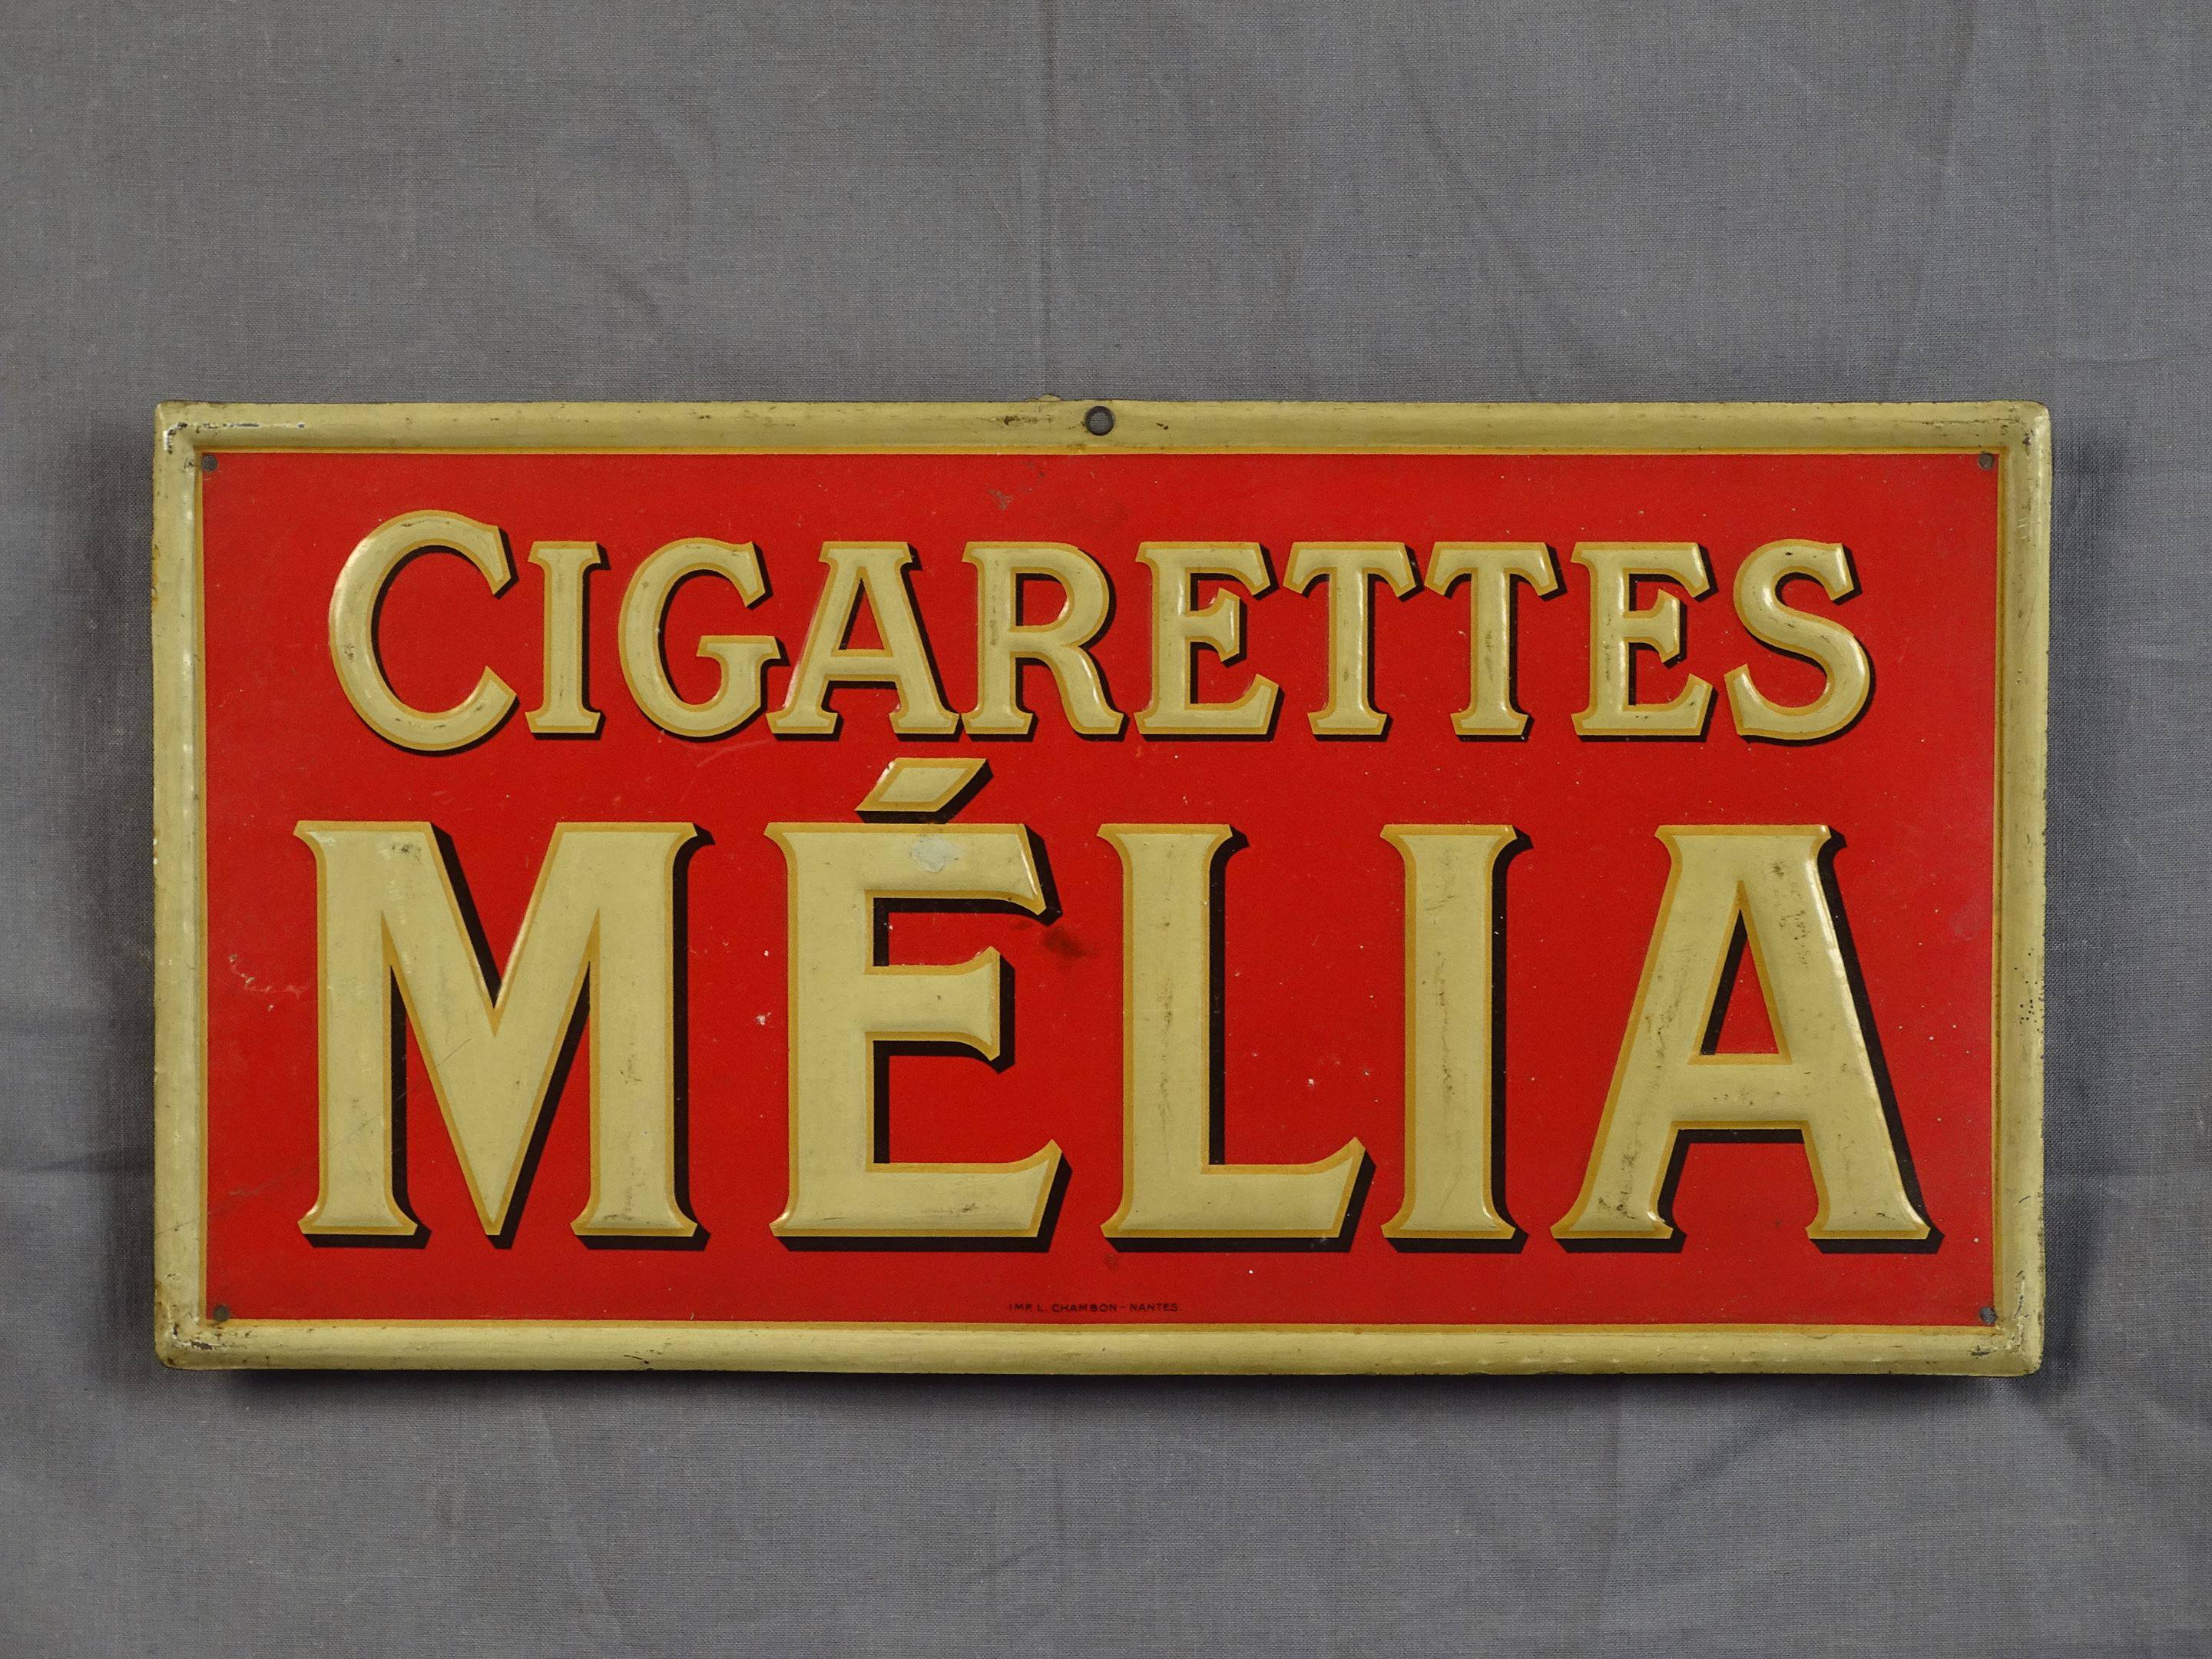 CIGARETTES
MÉLIA
IMP. L. CHAMBON - NANTES